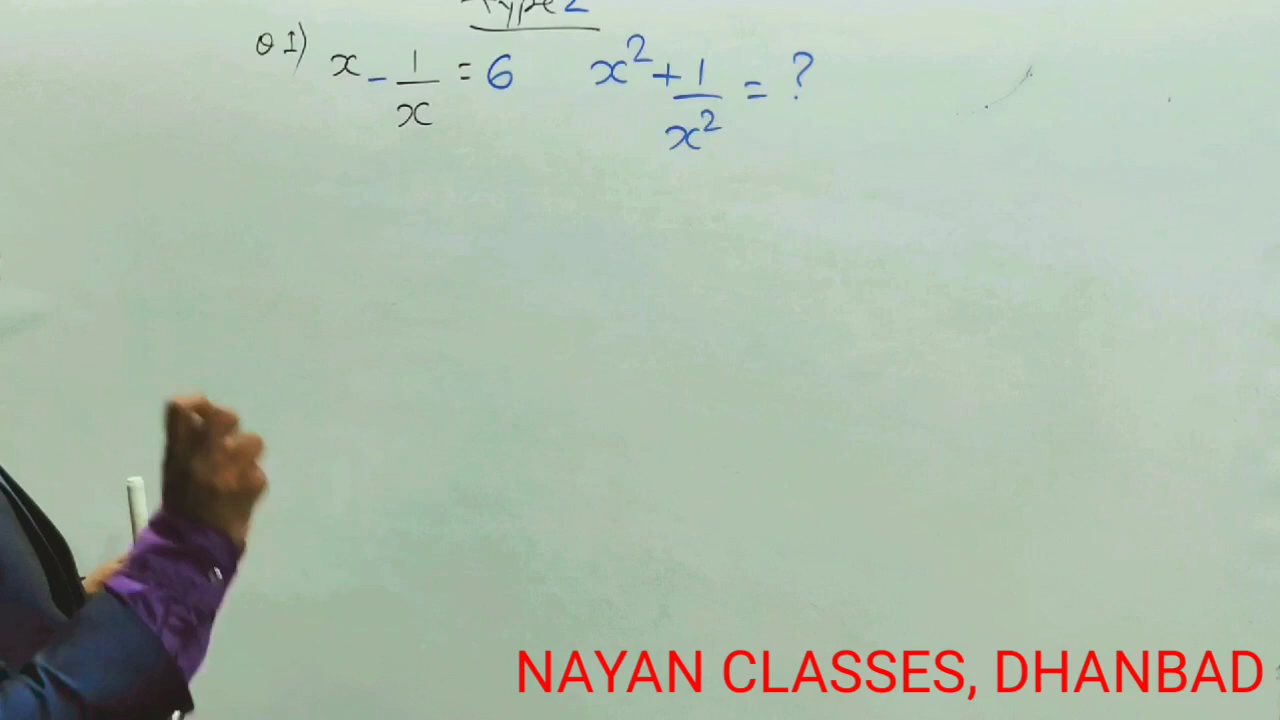 Type 2
Q1) x - 1/x = 6 x² + 1/x² = ?
NAYAN CLASSES, DHANBAD